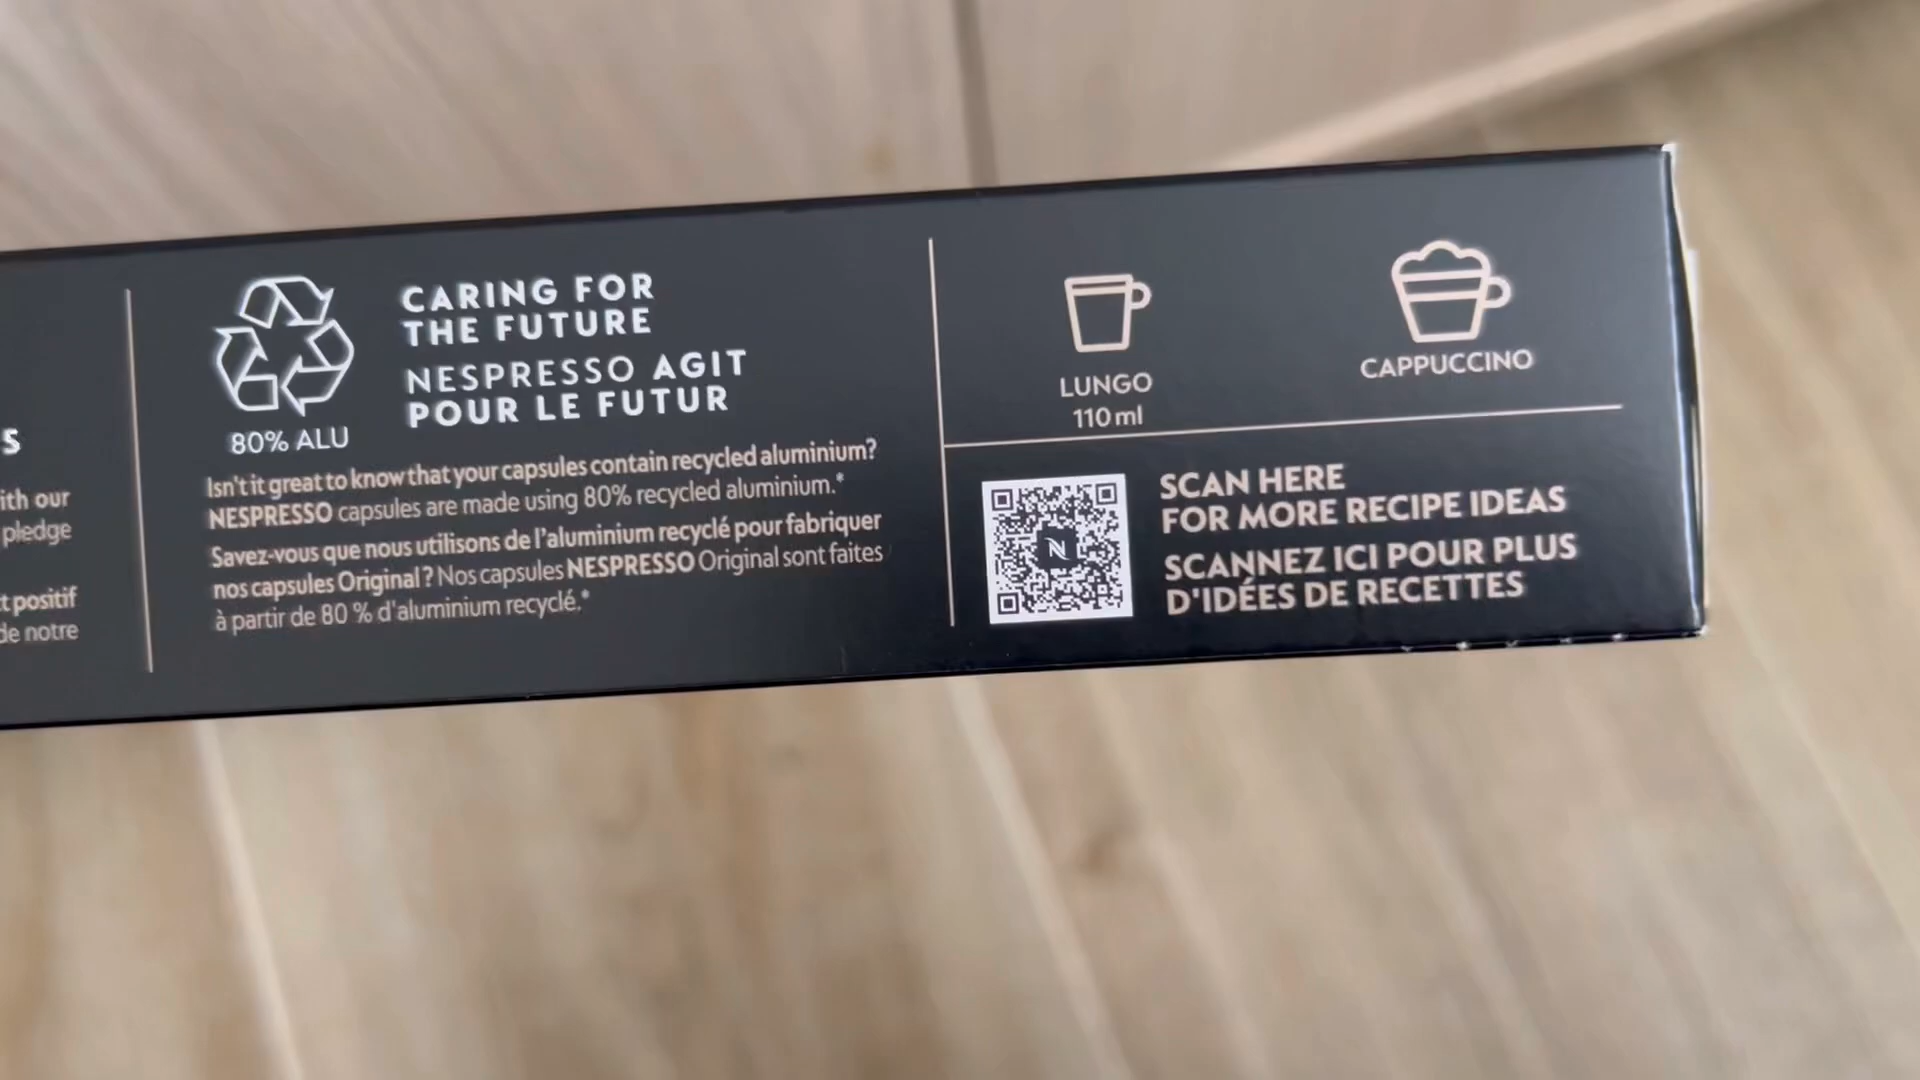 S
ith our
pledge
t positif
de notre
80% ALU
CARING FOR
THE FUTURE
NESPRESSO AGIT
POUR LE FUTUR
Isn't it great to know that your capsules contain recycled aluminium?
NESPRESSO capsules are made using 80% recycled aluminium.*
Savez-vous que nous utilisons de l'aluminium recyclé pour fabriquer
nos capsules Original? Nos capsules NESPRESSO Original sont faites
à partir de 80 % d'aluminium recyclé.*
LUNGO
110 ml
CAPPUCCINO
N
SCAN HERE
FOR MORE RECIPE IDEAS
SCANNEZ ICI POUR PLUS
D'IDÉES DE RECETTES